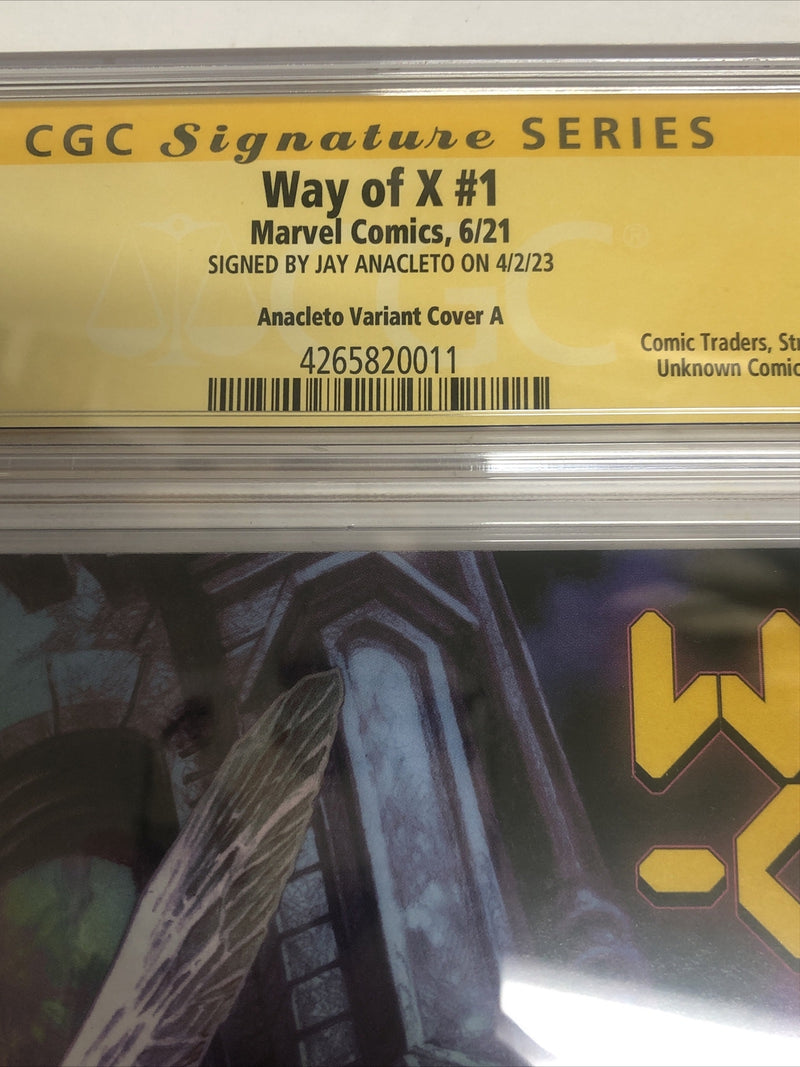 CGC Signature SERIES
Way of X #1
Marvel Comics, 6/21
SIGNED BY JAY ANACLETO ON 4/2/23
Anacleto Variant Cover A
4265820011
Comic Traders,
Unknown
CGC
W